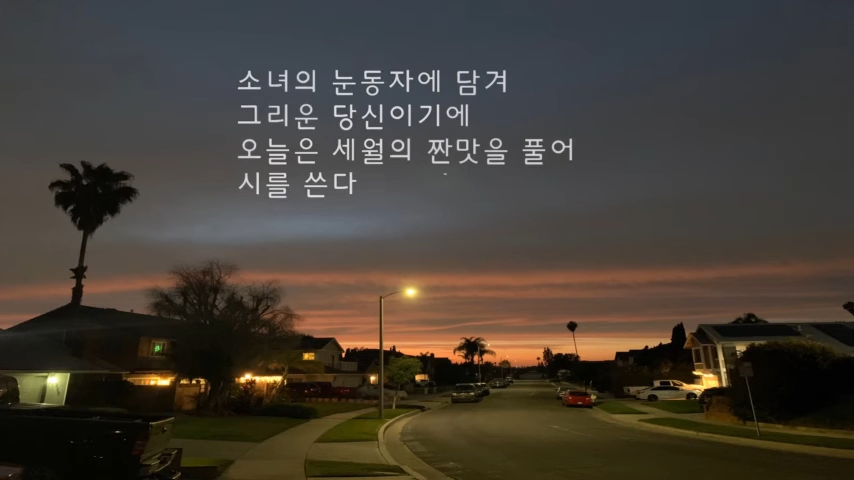 소녀의 눈동자에 담겨
그리운 당신이기에
오늘은 세월의 짠맛을 풀어
시를 쓴다